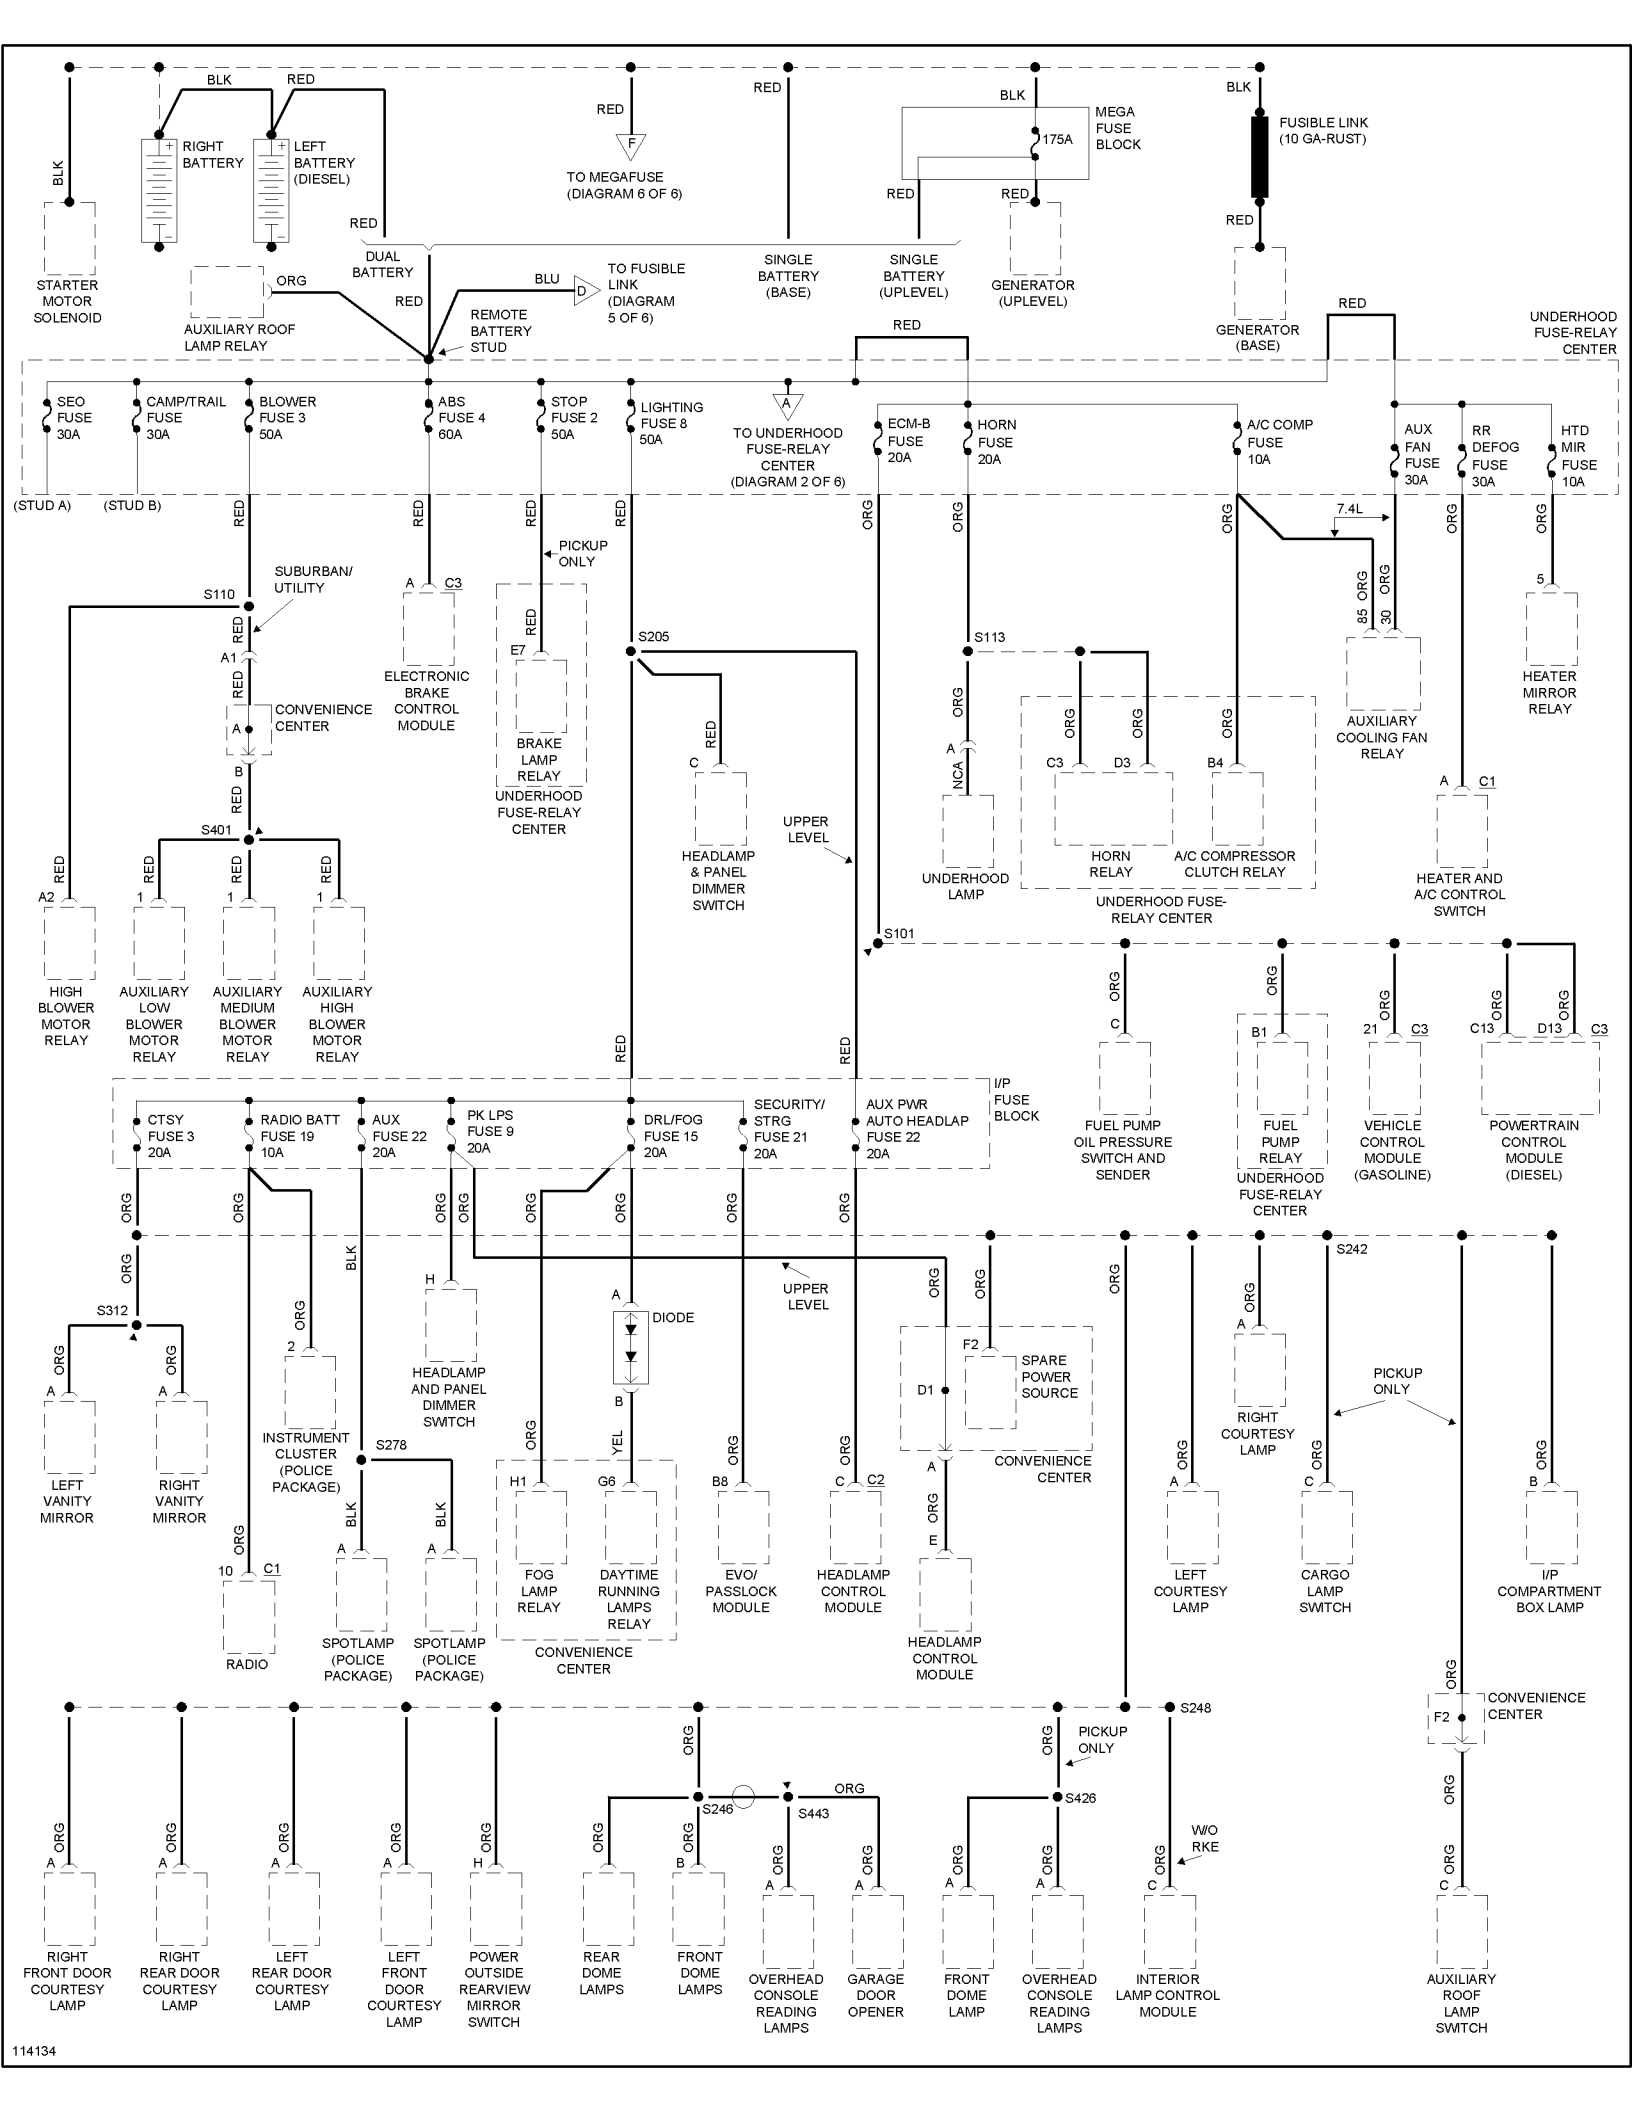 BLK
RED
RED
RED
BLK
BLK
BLK
RIGHT
BATTERY
LEFT
BATTERY
(DIESEL)
F
TO MEGAFUSE
(DIAGRAM 6 OF 6)
175A
MEGA
FUSE
BLOCK
FUSIBLE LINK
(10 GA-RUST)
RED
RED
RED
RED
STARTER
MOTOR
SOLENOID
DUAL
BATTERY
SINGLE
BATTERY
(BASE)
SINGLE
BATTERY
(UPLEVEL)
GENERATOR
(UPLEVEL)
GENERATOR
(BASE)
ORG
AUXILIARY ROOF
LAMP RELAY
RED
BLU
D
TO FUSIBLE
LINK
(DIAGRAM
5 OF 6)
REMOTE
BATTERY
STUD
RED
RED
UNDERHOOD
FUSE-RELAY
CENTER
SEO
FUSE
30A
CAMP/TRAIL
FUSE
30A
BLOWER
FUSE 3
50A
ABS
FUSE 4
60A
STOP
FUSE 2
50A
LIGHTING
FUSE 8
50A
A
TO UNDERHOOD
FUSE-RELAY
CENTER
(DIAGRAM 2 OF 6)
ECM-B
FUSE
20A
HORN
FUSE
20A
A/C COMP
FUSE
10A
AUX
FAN
FUSE
30A
RR
DEFOG
FUSE
30A
HTD
MIR
FUSE
10A
(STUD A)
(STUD B)
RED
RED
RED
RED
ORG
ORG
ORG
7.4L
ORG
ORG
PICKUP
ONLY
SUBURBAN/
UTILITY
S110
RED
A1
RED
CONVENIENCE
CENTER
A
B
RED
S401
A C3
ELECTRONIC
BRAKE
CONTROL
MODULE
RED
E7
BRAKE
LAMP
RELAY
UNDERHOOD
FUSE-RELAY
CENTER
S205
RED
C
HEADLAMP
& PANEL
DIMMER
SWITCH
UPPER
LEVEL
S113
ORG
A
NCA
UNDERHOOD
LAMP
ORG
ORG
ORG
C3 D3 B4
HORN
RELAY
A/C COMPRESSOR
CLUTCH RELAY
UNDERHOOD FUSE-
RELAY CENTER
85 ORG
30 ORG
AUXILIARY
COOLING FAN
RELAY
5
HEATER
MIRROR
RELAY
A C1
HEATER AND
A/C CONTROL
SWITCH
RED
RED
RED
RED
A2
1
1
1
HIGH
BLOWER
MOTOR
RELAY
AUXILIARY
LOW
BLOWER
MOTOR
RELAY
AUXILIARY
MEDIUM
BLOWER
MOTOR
RELAY
AUXILIARY
HIGH
BLOWER
MOTOR
RELAY
S101
ORG
ORG
ORG
ORG
ORG
C
B1
21 C3
C13 D13 C3
FUEL PUMP
OIL PRESSURE
SWITCH AND
SENDER
FUEL
PUMP
RELAY
UNDERHOOD
FUSE-RELAY
CENTER
VEHICLE
CONTROL
MODULE
(GASOLINE)
POWERTRAIN
CONTROL
MODULE
(DIESEL)
RED
RED
I/P
FUSE
BLOCK
CTSY
FUSE 3
20A
RADIO BATT
FUSE 19
10A
AUX
FUSE 22
20A
PK LPS
FUSE 9
20A
DRL/FOG
FUSE 15
20A
SECURITY/
STRG
FUSE 21
20A
AUX PWR
AUTO HEADLAP
FUSE 22
20A
ORG
ORG
ORG
ORG
ORG
ORG
ORG
ORG
ORG
BLK
S242
S312
ORG
ORG
A
A
LEFT
VANITY
MIRROR
RIGHT
VANITY
MIRROR
ORG
2
INSTRUMENT
CLUSTER
(POLICE
PACKAGE)
ORG
10 C1
RADIO
H
HEADLAMP
AND PANEL
DIMMER
SWITCH
S278
BLK
BLK
A
A
SPOTLAMP
(POLICE
PACKAGE)
SPOTLAMP
(POLICE
PACKAGE)
A
DIODE
B
ORG
YEL
H1
G6
FOG
LAMP
RELAY
DAYTIME
RUNNING
LAMPS
RELAY
CONVENIENCE
CENTER
ORG
B8
EVO/
PASSLOCK
MODULE
ORG
C C2
HEADLAMP
CONTROL
MODULE
UPPER
LEVEL
ORG
ORG
F2
SPARE
POWER
SOURCE
D1
CONVENIENCE
CENTER
A
ORG
E
HEADLAMP
CONTROL
MODULE
ORG
ORG
A
LEFT
COURTESY
LAMP
ORG
A
RIGHT
COURTESY
LAMP
PICKUP
ONLY
ORG
C
CARGO
LAMP
SWITCH
ORG
B
I/P
COMPARTMENT
BOX LAMP
ORG
CONVENIENCE
CENTER
F2
ORG
ORG
C
AUXILIARY
ROOF
LAMP
SWITCH
S248
ORG
ORG
PICKUP
ONLY
S246
S443
ORG
S426
W/O
RKE
ORG
ORG
ORG
ORG
ORG
ORG
ORG
ORG
ORG
ORG
ORG
ORG
A
A
A
A
H
B
A
A
A
A
C
RIGHT
FRONT DOOR
COURTESY
LAMP
RIGHT
REAR DOOR
COURTESY
LAMP
LEFT
REAR DOOR
COURTESY
LAMP
LEFT
FRONT
DOOR
COURTESY
LAMP
POWER
OUTSIDE
REARVIEW
MIRROR
SWITCH
REAR
DOME
LAMPS
FRONT
DOME
LAMPS
OVERHEAD
CONSOLE
READING
LAMPS
GARAGE
DOOR
OPENER
FRONT
DOME
LAMP
OVERHEAD
CONSOLE
READING
LAMPS
INTERIOR
LAMP CONTROL
MODULE
114134